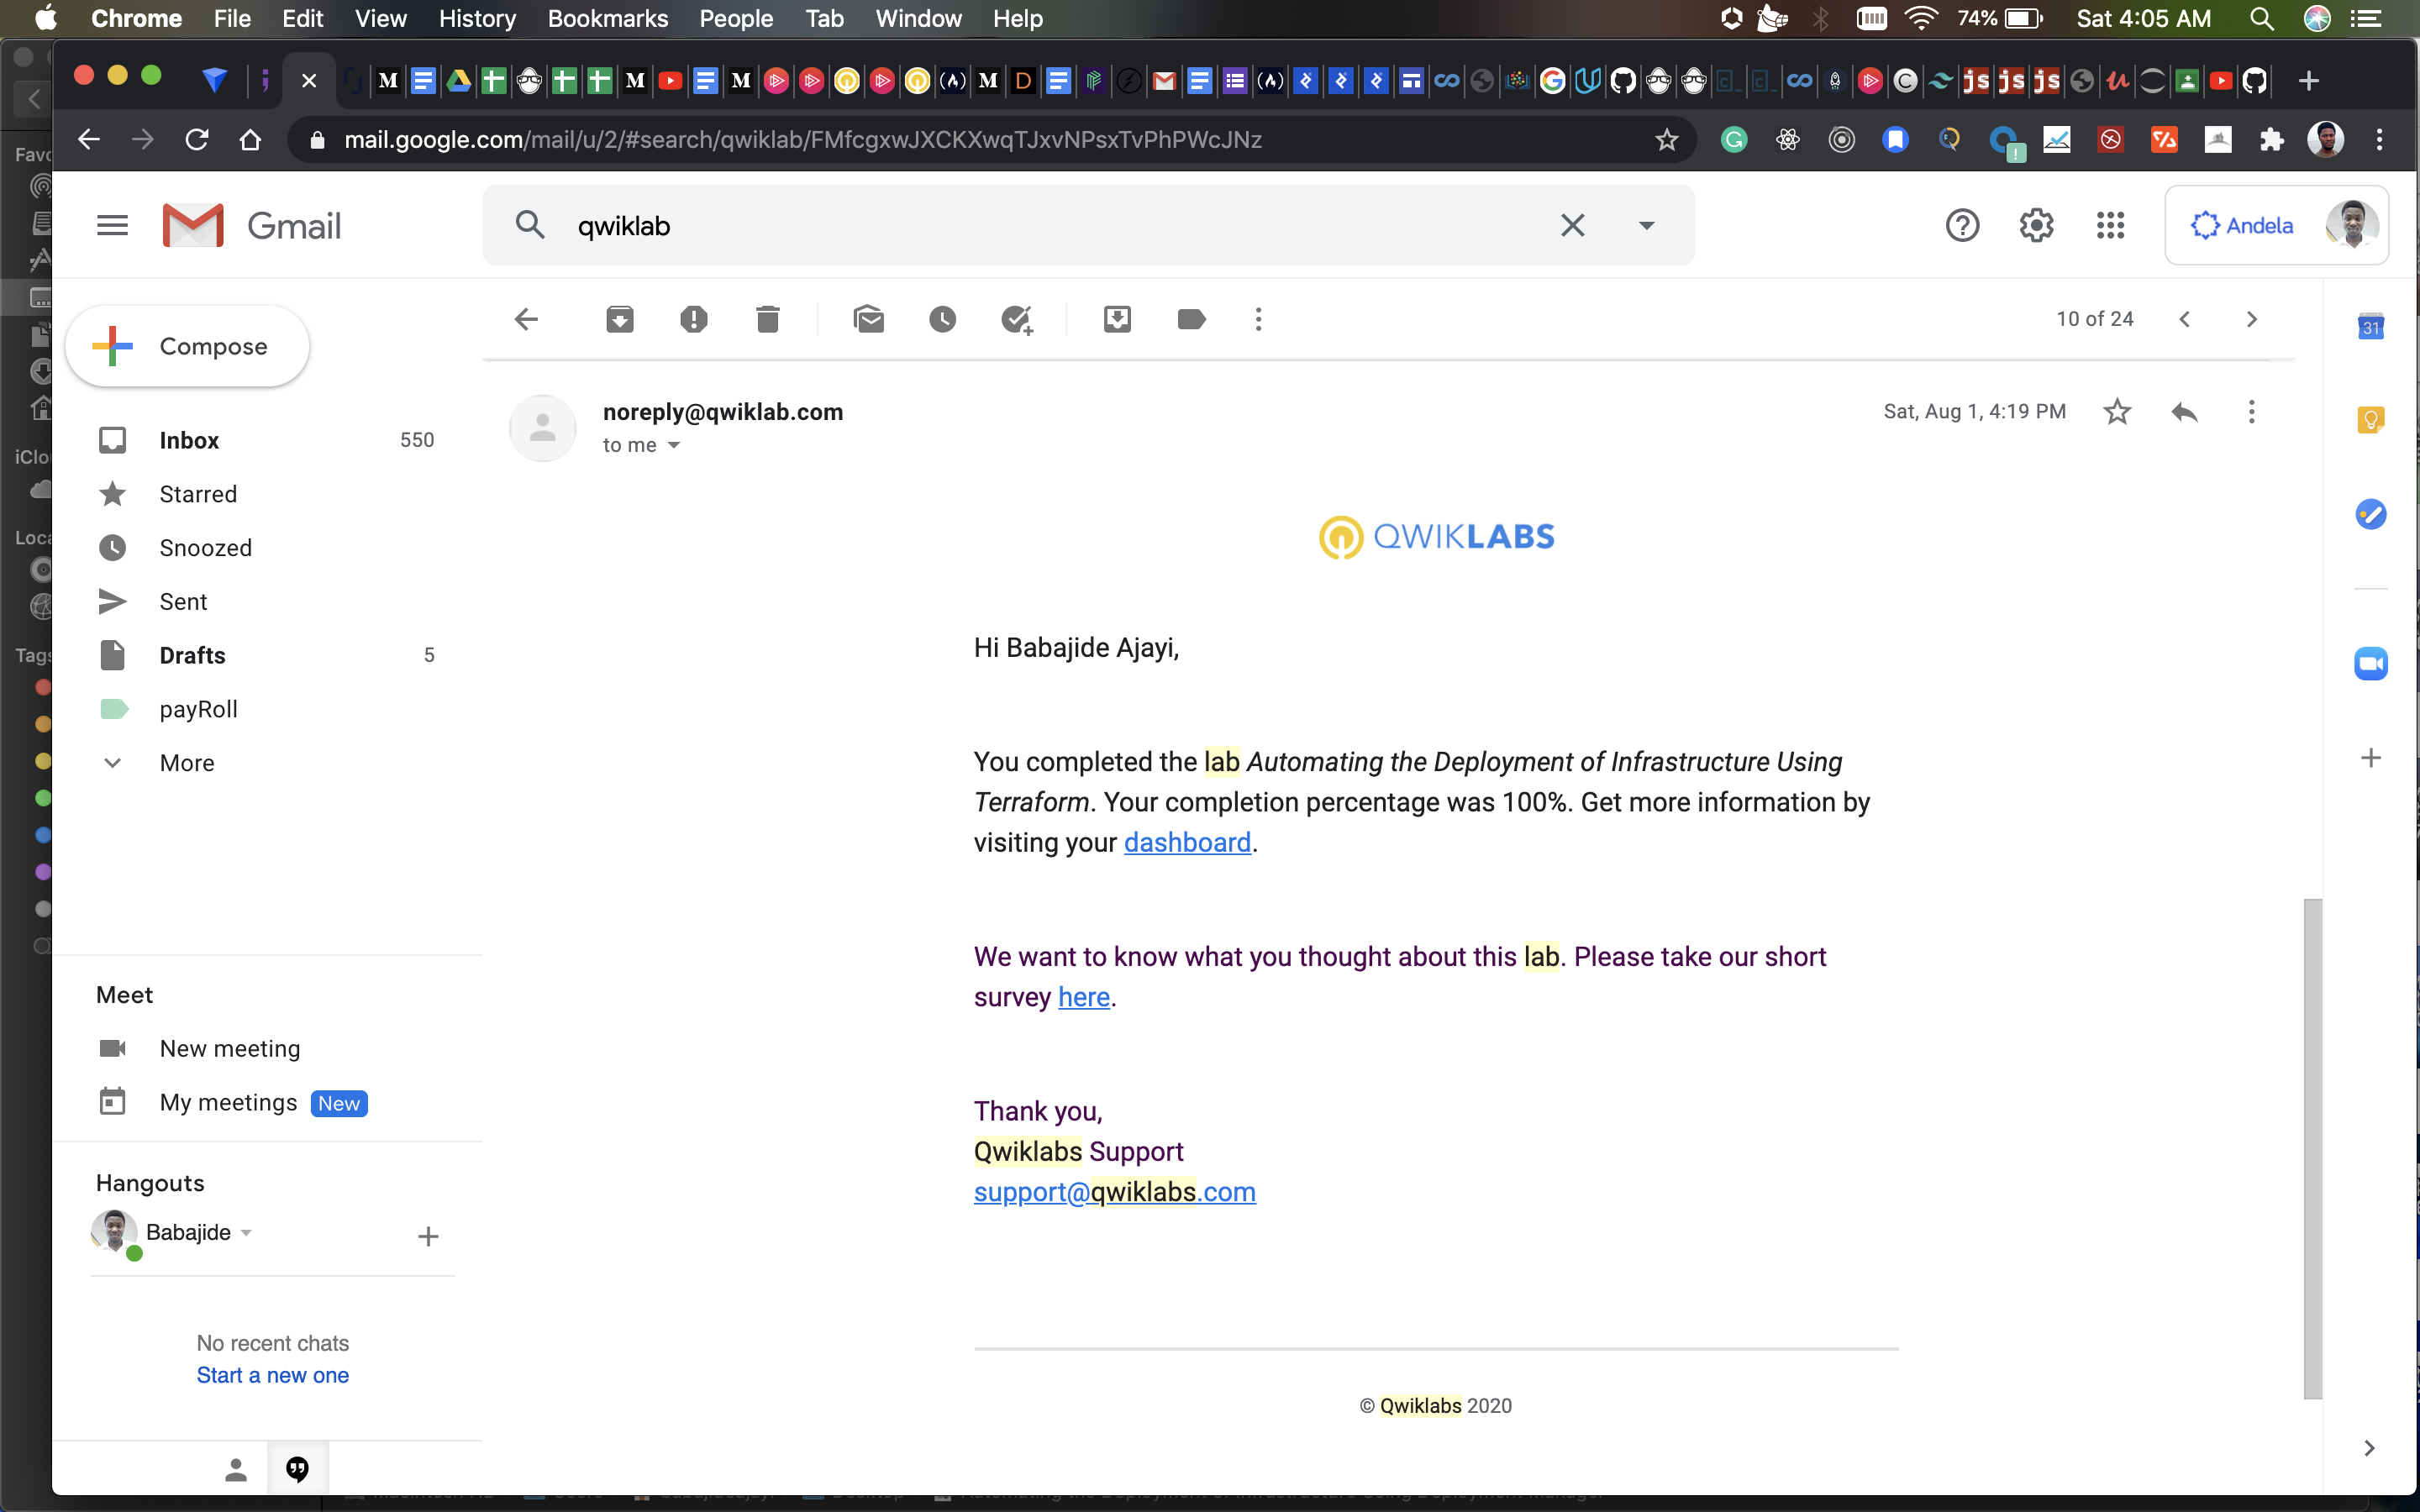 Chrome File Edit View History Bookmarks People Tab Window Help 74% Sat 4:05 AM
mail.google.com/mail/u/2/#search/qwiklab/FMfcgxwJXCKXwqTJxvNPsxTvPhPWcJNz
Gmail
qwiklab
Andela
Compose
10 of 24
31
Inbox 550
Starred
Snoozed
Sent
Drafts 5
payRoll
More
Meet
New meeting
My meetings New
Hangouts
Babajide
No recent chats
Start a new one
noreply@qwiklab.com
Sat, Aug 1, 4:19 PM
to me
QWIKLABS
Hi Babajide Ajayi,
You completed the lab Automating the Deployment of Infrastructure Using
Terraform. Your completion percentage was 100%. Get more information by
visiting your dashboard.
We want to know what you thought about this lab. Please take our short
survey here.
Thank you,
Qwiklabs Support
support@qwiklabs.com
© Qwiklabs 2020